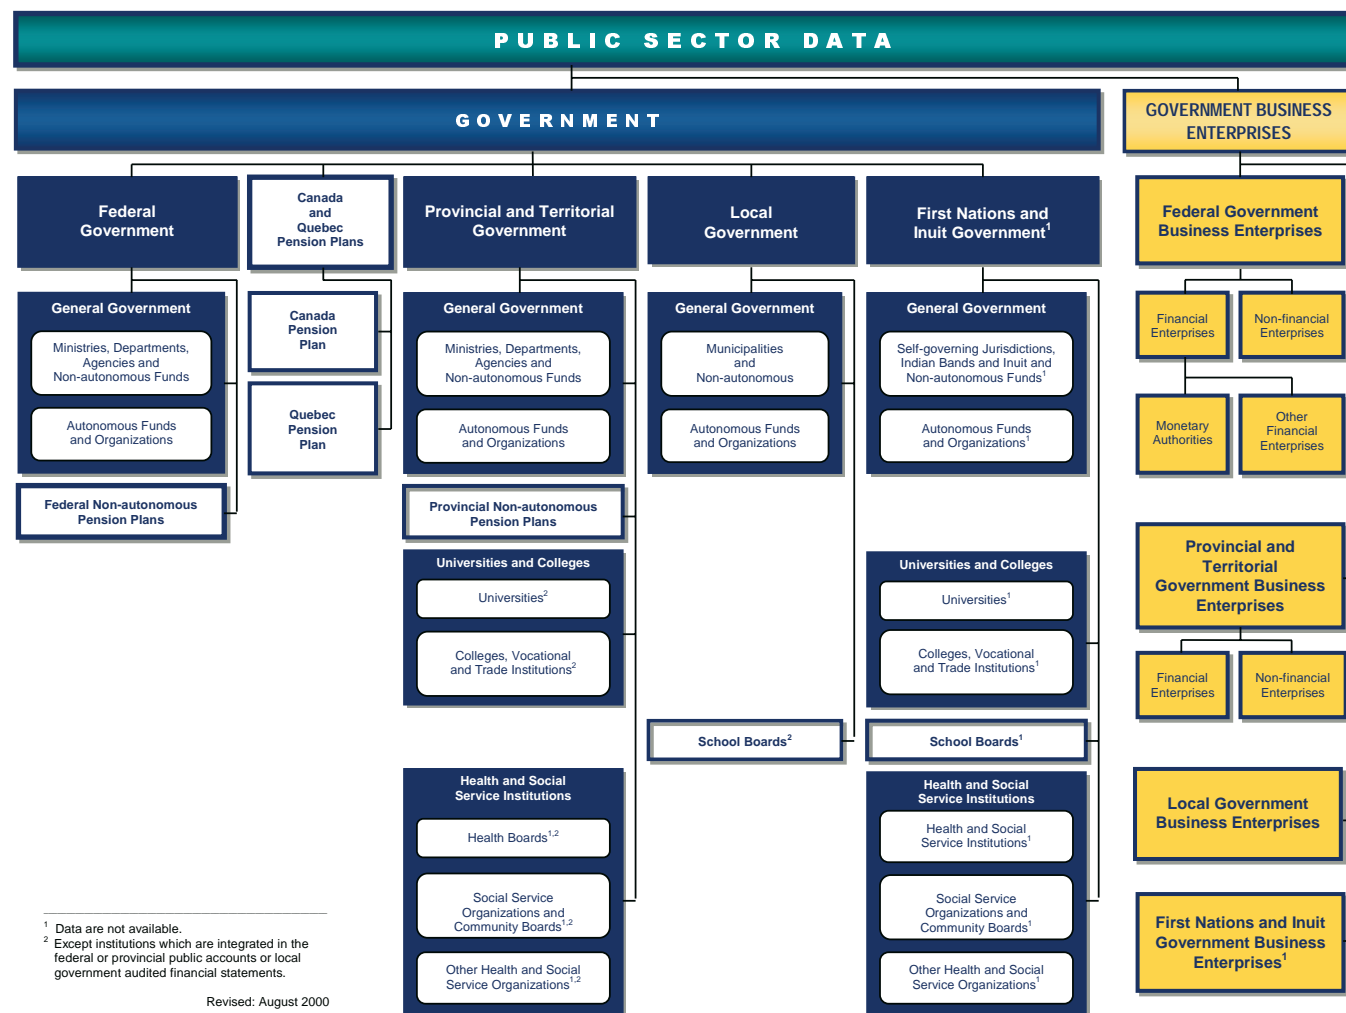 PUBLIC SECTOR DATA
GOVERNMENT
GOVERNMENT BUSINESS
ENTERPRISES
Federal
Government
Canada
and
Quebec
Pension Plans
Provincial and Territorial
Government
Local
Government
First Nations and
Inuit Government¹
Federal Government
Business Enterprises
General Government
Ministries, Departments,
Agencies and
Non-autonomous Funds
Autonomous Funds
and Organizations
Federal Non-autonomous
Pension Plans
Canada
Pension
Plan
Quebec
Pension
Plan
General Government
Ministries, Departments,
Agencies and
Non-autonomous Funds
Autonomous Funds
and Organizations
Provincial Non-autonomous
Pension Plans
Universities and Colleges
Universities²
Colleges, Vocational
and Trade Institutions²
Health and Social
Service Institutions
Health Boards¹,²
Social Service
Organizations and
Community Boards¹,²
Other Health and Social
Service Organizations¹,²
General Government
Municipalities
and
Non-autonomous
Autonomous Funds
and Organizations
School Boards²
General Government
Self-governing Jurisdictions,
Indian Bands and Inuit and
Non-autonomous Funds¹
Autonomous Funds
and Organizations¹
Universities and Colleges
Universities¹
Colleges, Vocational
and Trade Institutions¹
School Boards¹
Health and Social
Service Institutions
Health and Social
Service Institutions¹
Social Service
Organizations and
Community Boards¹
Other Health and Social
Service Organizations¹
Financial
Enterprises
Non-financial
Enterprises
Monetary
Authorities
Other
Financial
Enterprises
Provincial and
Territorial
Government Business
Enterprises
Financial
Enterprises
Non-financial
Enterprises
Local Government
Business Enterprises
First Nations and Inuit
Government Business
Enterprises¹
¹ Data are not available.
² Except institutions which are integrated in the
federal or provincial public accounts or local
government audited financial statements.
Revised: August 2000